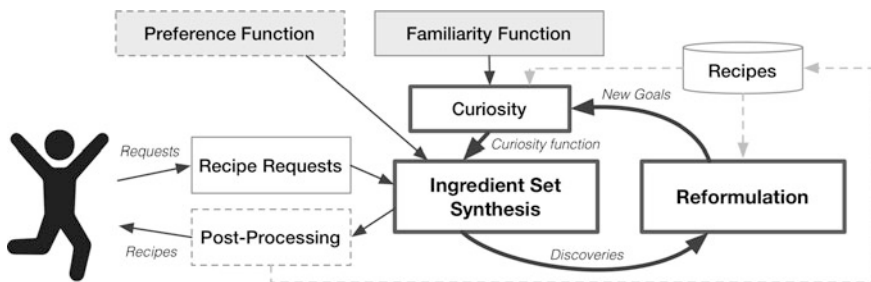 Preference Function
Familiarity Function
Recipes
New Goals
Curiosity
Curiosity function
Requests
Recipe Requests
Ingredient Set
Synthesis
Reformulation
Post-Processing
Recipes
Discoveries